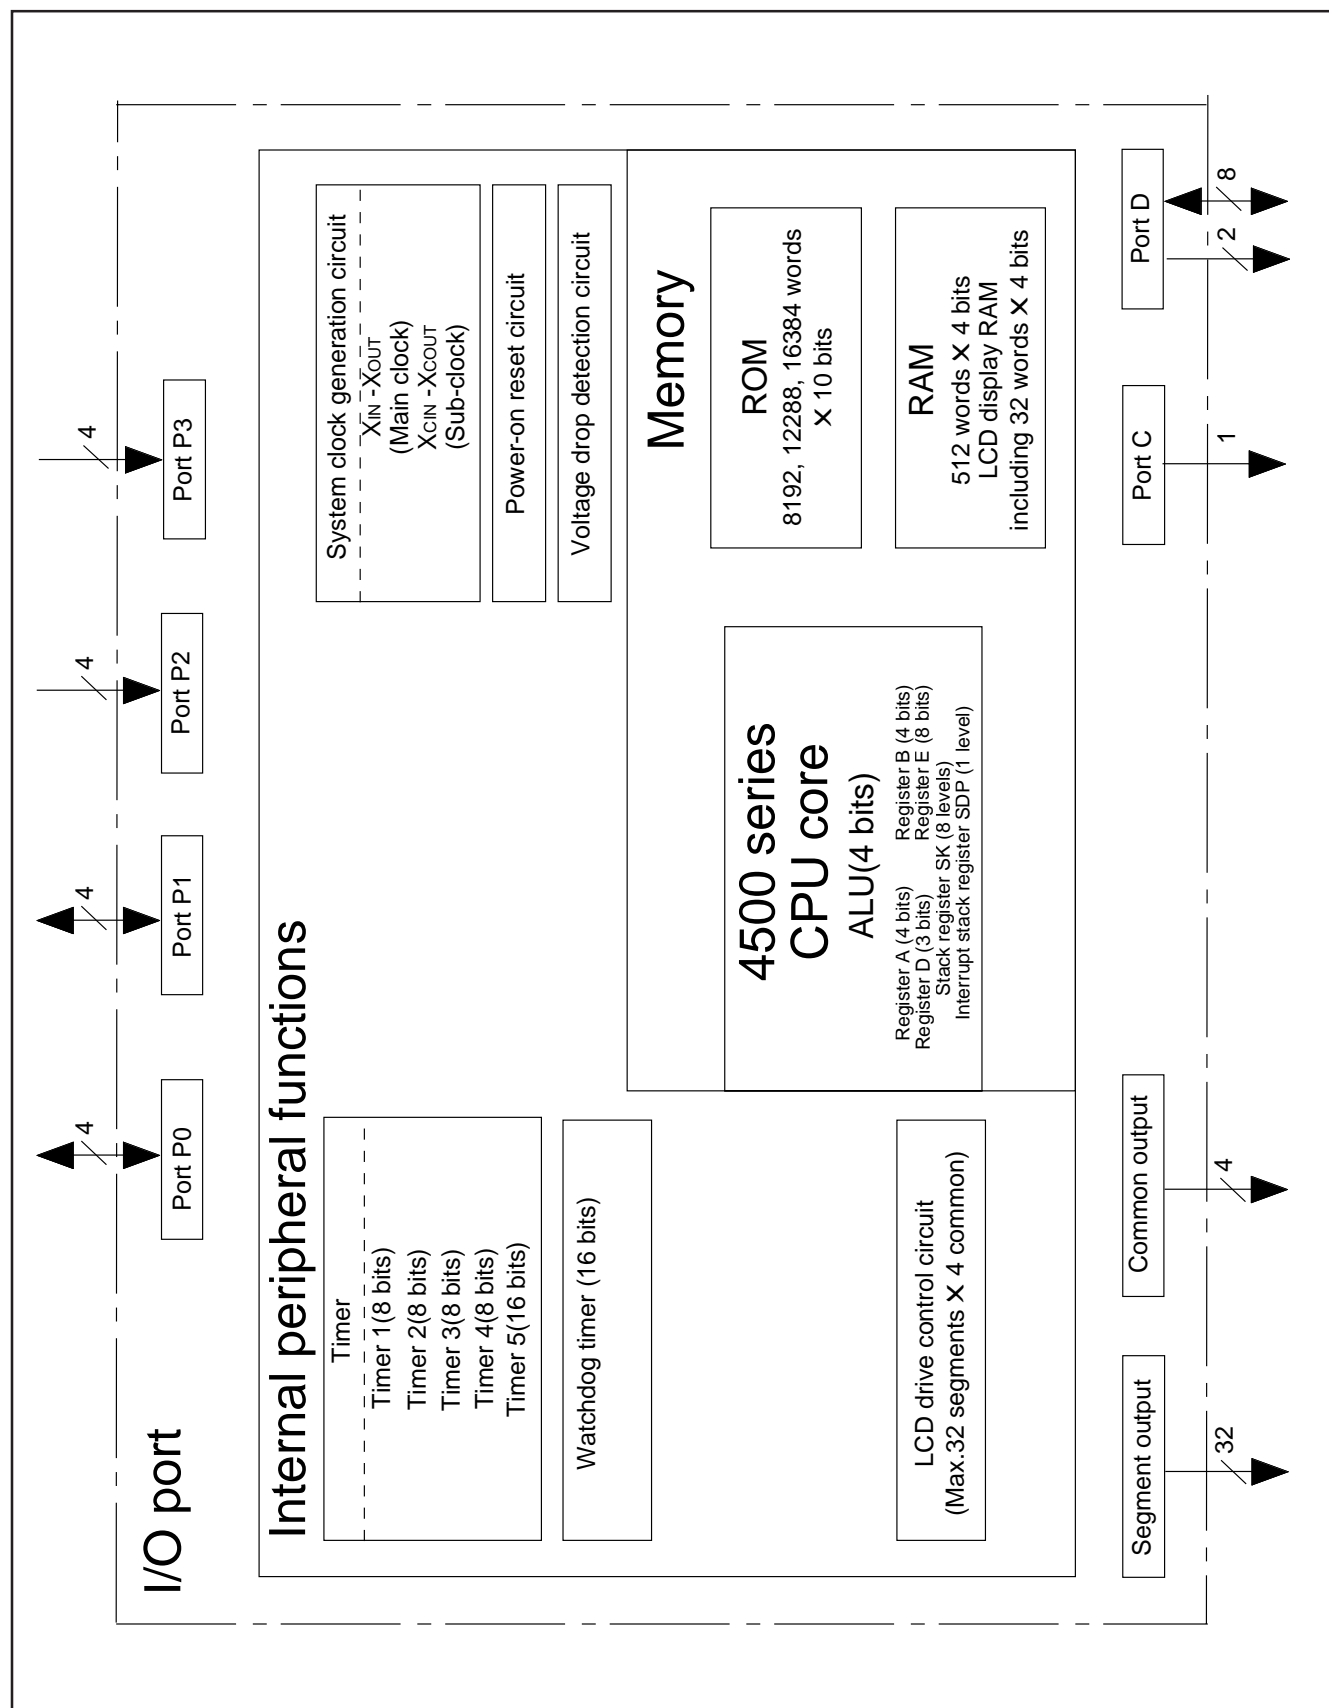 I/O port
4
4
4
4
Port P0
Port P1
Port P2
Port P3
Internal peripheral functions
Timer
Timer 1(8 bits)
Timer 2(8 bits)
Timer 3(8 bits)
Timer 4(8 bits)
Timer 5(16 bits)
Watchdog timer (16 bits)
LCD drive control circuit
(Max.32 segments X 4 common)
System clock generation circuit
XIN -XOUT
(Main clock)
XCIN -XCOUT
(Sub-clock)
Power-on reset circuit
Voltage drop detection circuit
4500 series
CPU core
ALU(4 bits)
Register A (4 bits) Register B (4 bits)
Register D (3 bits) Register E (8 bits)
Stack register SK (8 levels)
Interrupt stack register SDP (1 level)
Memory
ROM
8192, 12288, 16384 words
X 10 bits
RAM
512 words X 4 bits
LCD display RAM
including 32 words X 4 bits
Segment output
Common output
Port C
Port D
32
4
1
2
8